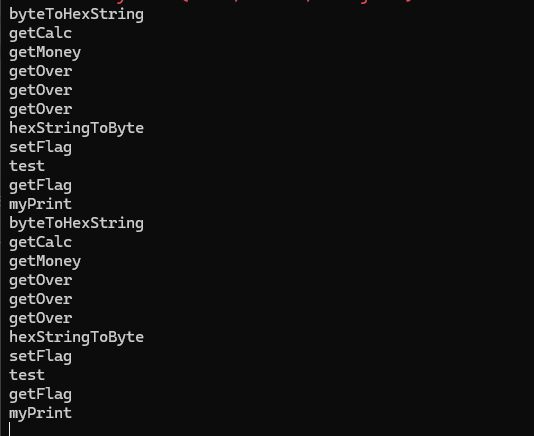 byteToHexString
getCalc
getMoney
getOver
getOver
getOver
hexStringToByte
setFlag
test
getFlag
myPrint
byteToHexString
getCalc
getMoney
getOver
getOver
getOver
hexStringToByte
setFlag
test
getFlag
myPrint